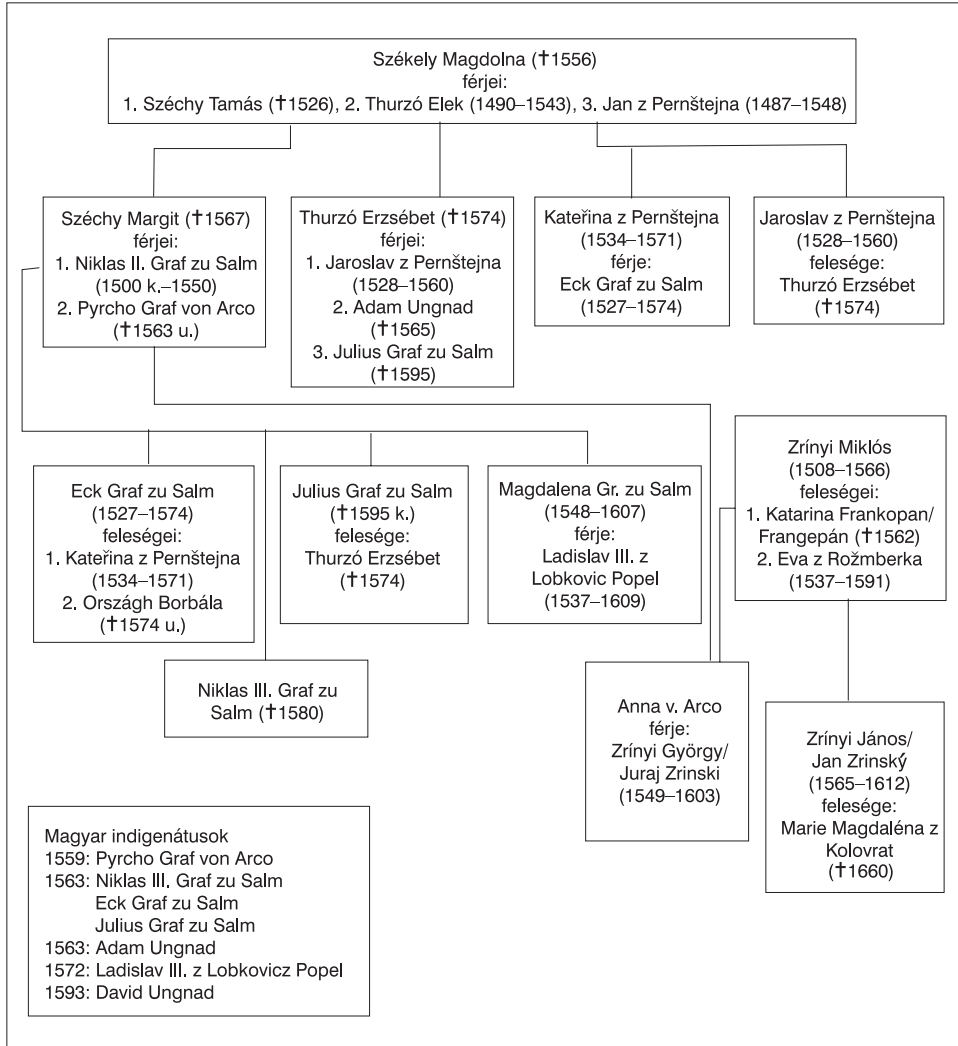 Székely Magdolna (✝1556)
férjei:
1. Széchy Tamás (✝1526), 2. Thurzó Elek (1490–1543), 3. Jan z Pernštejna (1487–1548)
Széchy Margit (✝1567)
férjei:
1. Niklas II. Graf zu Salm
(1500 k.–1550)
2. Pyrcho Graf von Arco
(✝1563 u.)
Thurzó Erzsébet (✝1574)
férjei:
1. Jaroslav z Pernštejna
(1528–1560)
2. Adam Ungnad
(✝1565)
3. Julius Graf zu Salm
(✝1595)
Kateřina z Pernštejna
(1534–1571)
férje:
Eck Graf zu Salm
(1527–1574)
Jaroslav z Pernštejna
(1528–1560)
felesége:
Thurzó Erzsébet
(✝1574)
Eck Graf zu Salm
(1527–1574)
feleségei:
1. Kateřina z Pernštejna
(1534–1571)
2. Országh Borbála
(✝1574 u.)
Julius Graf zu Salm
(✝1595 k.)
felesége:
Thurzó Erzsébet
(✝1574)
Magdalena Gr. zu Salm
(1548–1607)
férje:
Ladislav III. z
Lobkovic Popel
(1537–1609)
Zrínyi Miklós
(1508–1566)
feleségei:
1. Katarina Frankopan/
Frangepán (✝1562)
2. Eva z Rožmberka
(1537–1591)
Niklas III. Graf zu
Salm (✝1580)
Anna v. Arco
férje:
Zrínyi György/
Juraj Zrinski
(1549–1603)
Zrínyi János/
Jan Zrinský
(1565–1612)
felesége:
Marie Magdaléna z
Kolovrat
(✝1660)
Magyar indigenátusok
1559: Pyrcho Graf von Arco
1563: Niklas III. Graf zu Salm
Eck Graf zu Salm
Julius Graf zu Salm
1563: Adam Ungnad
1572: Ladislav III. z Lobkovicz Popel
1593: David Ungnad